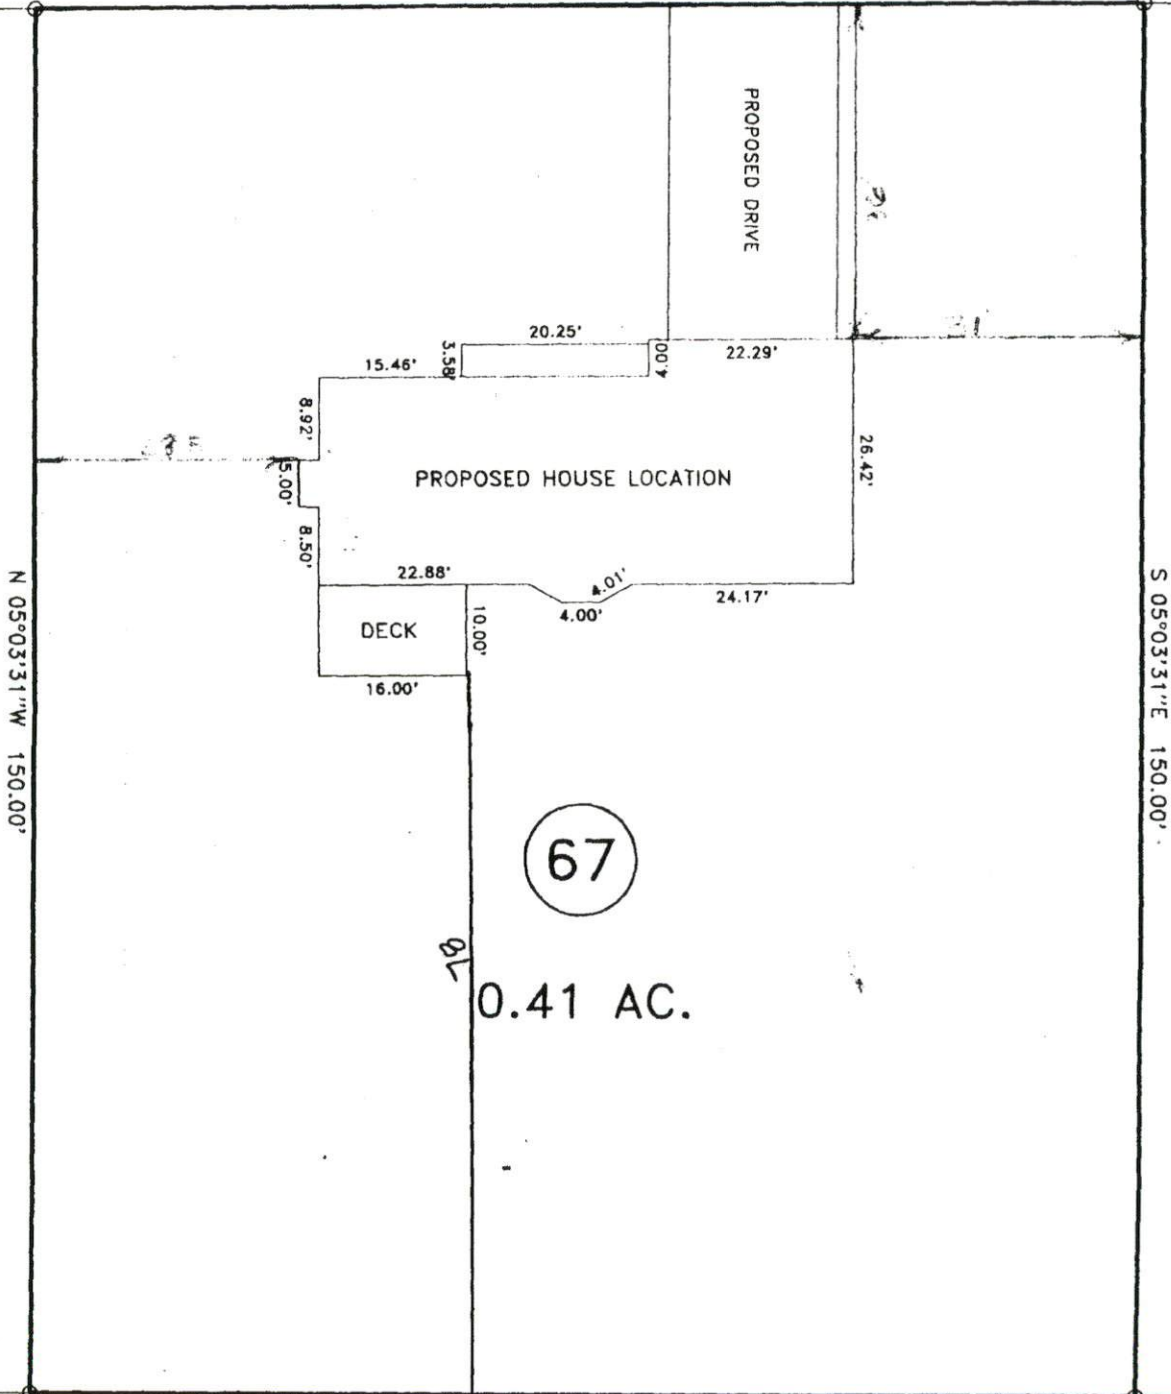 PROPOSED DRIVE
20.25'
22.29'
15.46'
3.58'
4.00'
8.92'
26.42'
5.00'
PROPOSED HOUSE LOCATION
8.50'
22.88'
4.01'
24.17'
4.00'
DECK
10.00'
16.00'
N 05°03'31"W 150.00'
S 05°03'31"E 150.00'
67
78
0.41 AC.